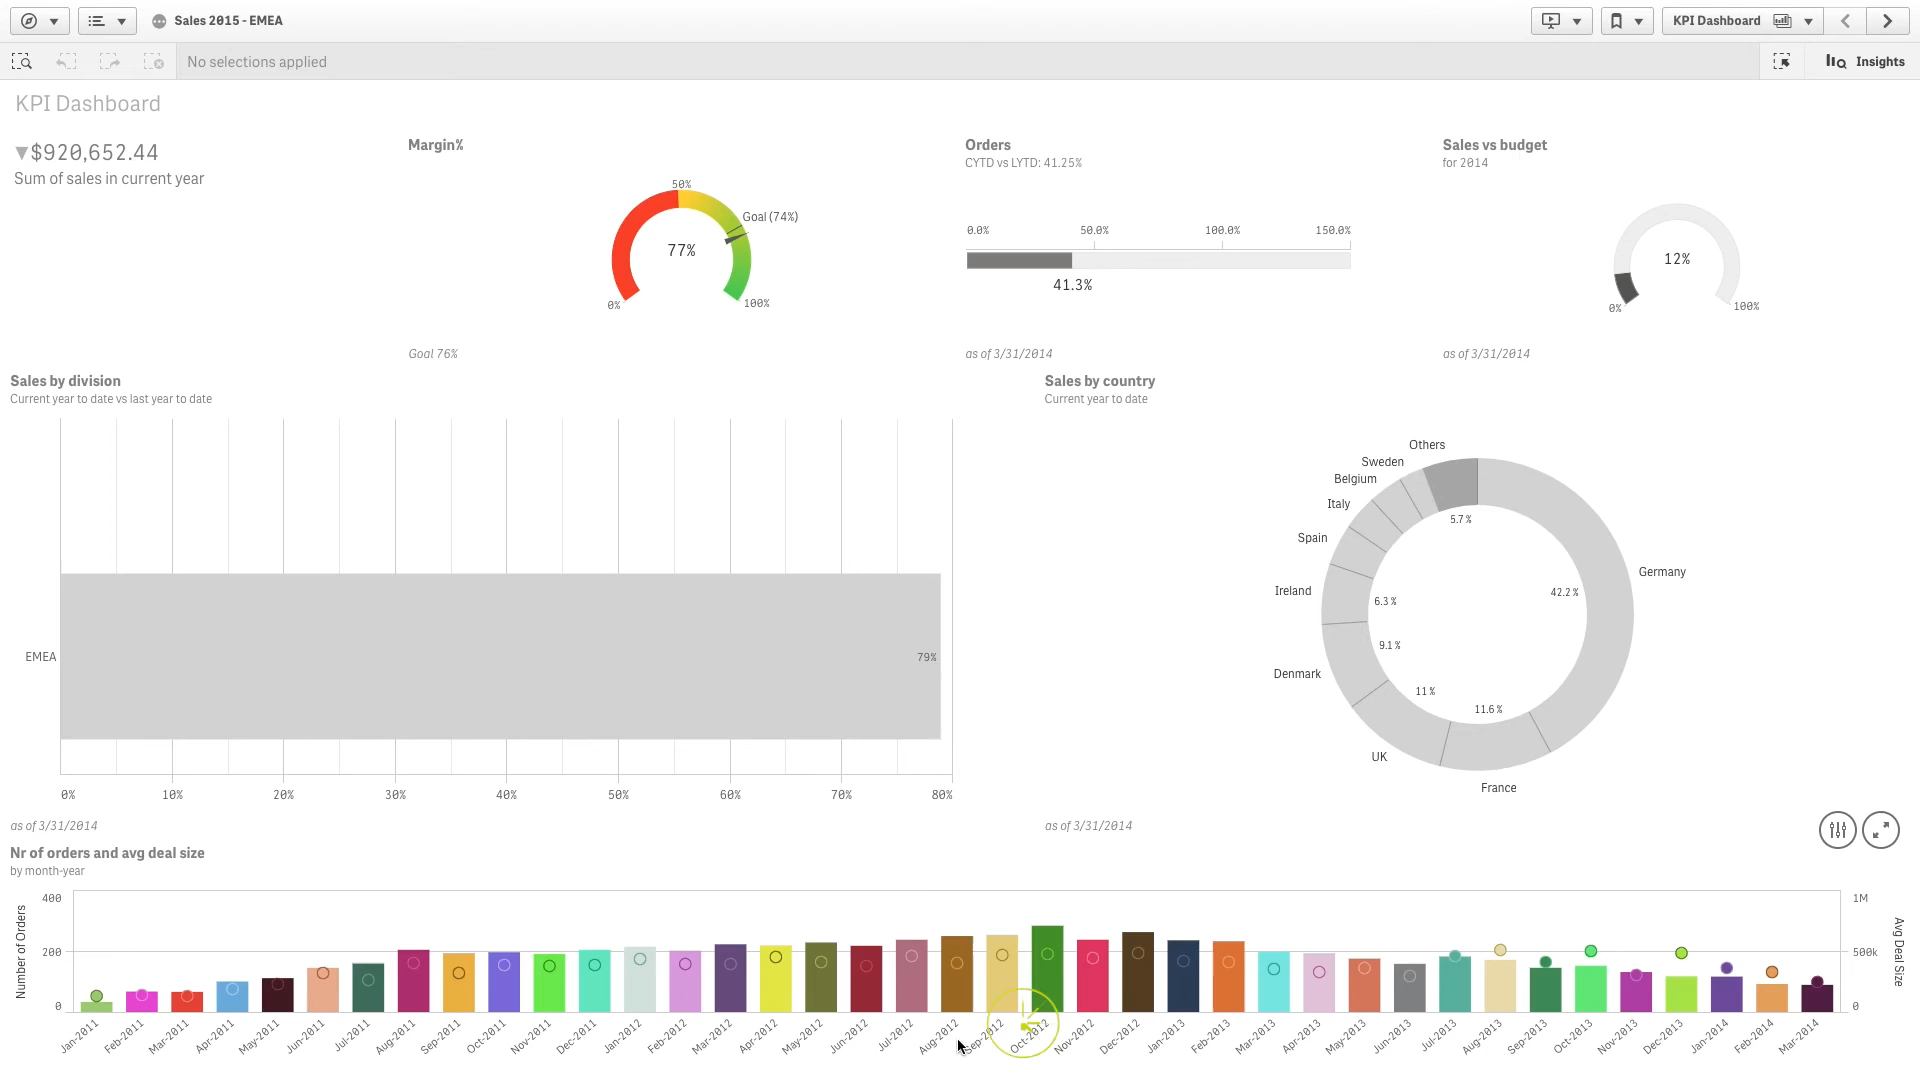 Sales 2015 - EMEA
KPI Dashboard
No selections applied
Insights
KPI Dashboard
▼$920,652.44
Sum of sales in current year
Margin%
0%
50%
Goal (74%)
77%
100%
Goal 76%
Orders
CYTD vs LYTD: 41.25%
0.0% 50.0% 100.0% 150.0%
41.3%
as of 3/31/2014
Sales vs budget
for 2014
12%
0% 100%
as of 3/31/2014
Sales by division
Current year to date vs last year to date
EMEA
79%
0% 10% 20% 30% 40% 50% 60% 70% 80%
as of 3/31/2014
Sales by country
Current year to date
Others
Sweden
Belgium
Italy
Spain
Ireland
Denmark
UK
France
Germany
5.7 %
42.2 %
6.3 %
9.1 %
11 %
11.6 %
as of 3/31/2014
Nr of orders and avg deal size
by month-year
Number of Orders
400
200
0
1M
500k
0
Avg Deal Size
Jan-2011 Feb-2011 Mar-2011 Apr-2011 May-2011 Jun-2011 Jul-2011 Aug-2011 Sep-2011 Oct-2011 Nov-2011 Dec-2011 Jan-2012 Feb-2012 Mar-2012 Apr-2012 May-2012 Jun-2012 Jul-2012 Aug-2012 Sep-2012 Oct-2012 Nov-2012 Dec-2012 Jan-2013 Feb-2013 Mar-2013 Apr-2013 May-2013 Jun-2013 Jul-2013 Aug-2013 Sep-2013 Oct-2013 Nov-2013 Dec-2013 Jan-2014 Feb-2014 Mar-2014